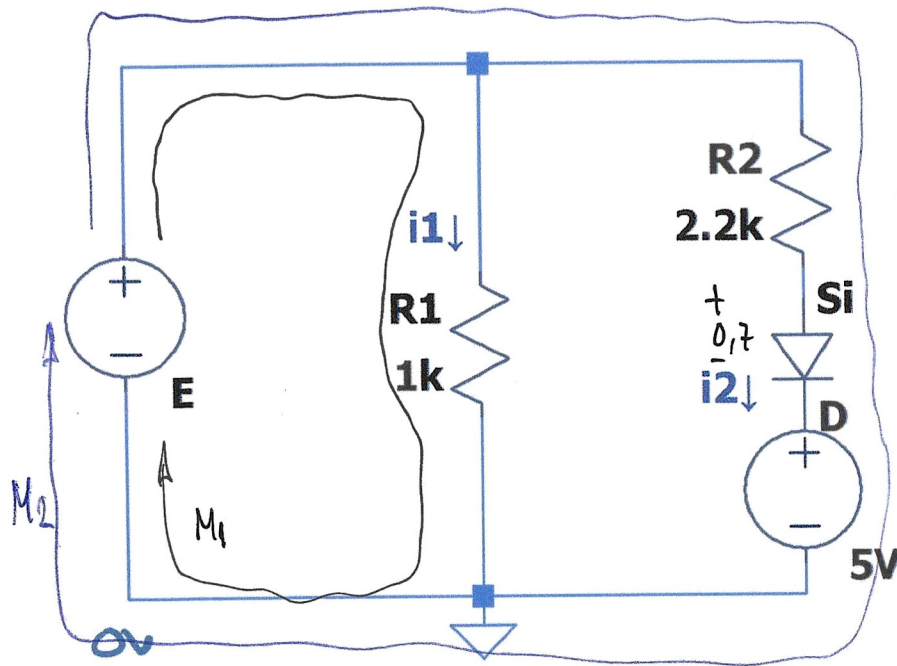 R2
2.2k
i1↓
+
Si
R1
0,7
1k
-
i2↓
+
-
E
D
+
-
M2
M1
5V
0V